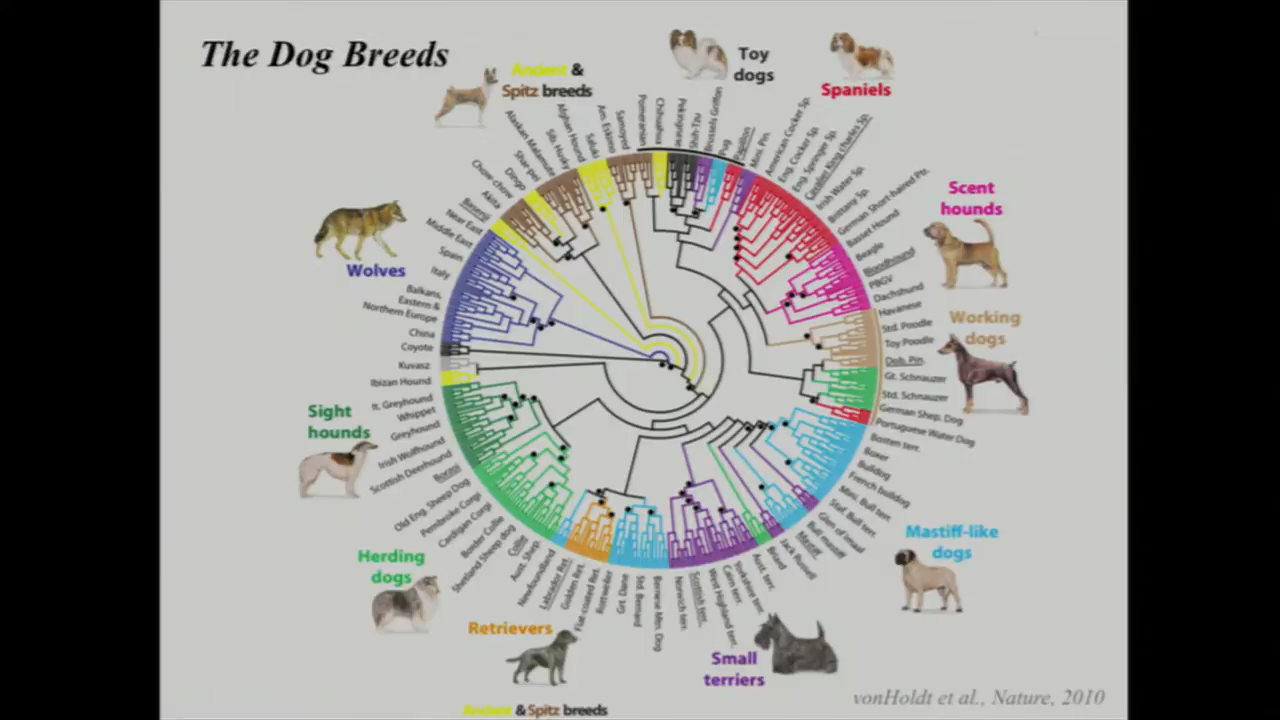 The Dog Breeds
Ancient &
Spitz breeds
Toy
dogs
Spaniels
Scent
hounds
Working
dogs
Mastiff-like
dogs
Small
terriers
Retrievers
Herding
dogs
Sight
hounds
Wolves
Near East
Middle East
Spain
Italy
Balkans,
Eastern &
Northern Europe
China
Coyote
Kuvasz
Ibizan Hound
It. Greyhound
Whippet
Greyhound
Irish Wolfhound
Scottish Deerhound
Borzoi
Old Eng. Sheep Dog
Pembroke Corgi
Cardigan Corgi
Border Collie
Shetland Sheep dog
Collie
Aust. Shep.
Newfoundland
Labrador Ret.
Golden Ret.
Flat-coated Ret.
Rottweiler
Grt. Dane
Std. Bernard
Bernese Mtn. Dog
Norwich terr.
Scottish terr.
West Highland terr.
Cairn terr.
Yorkshire terr.
Aust. terr.
Briard
Jack Russell
Mastiff
Bull mastiff
Glen of Imaal
Staf. Bull terr.
Mini. Bull terr.
French bulldog
Bulldog
Boxer
Bosten terr.
Portuguese Water Dog
German Shep. Dog
Std. Schnauzer
Gt. Schnauzer
Dob. Pin.
Toy Poodle
Std. Poodle
Havanese
Dachshund
PBGV
Bloodhound
Beagle
Basset Hound
German Short-haired Ptr.
Brittany Sp.
Irish Water Sp.
Cavalier King Charles Sp.
Eng. Springer Sp.
Eng. Cocker Sp.
American Cocker Sp.
Mini. Pin.
Papillon
Pug
Brussels Griffon
Shih-Tzu
Pekingnese
Chihuahua
Pomeranian
Samoyed
Am. Eskimo
Saluki
Afghan Hound
Sib. Husky
Alaskan Malamute
Shar-pei
Dingo
Chow-chow
Akita
Basenji
Ancient & Spitz breeds
vonHoldt et al., Nature, 2010